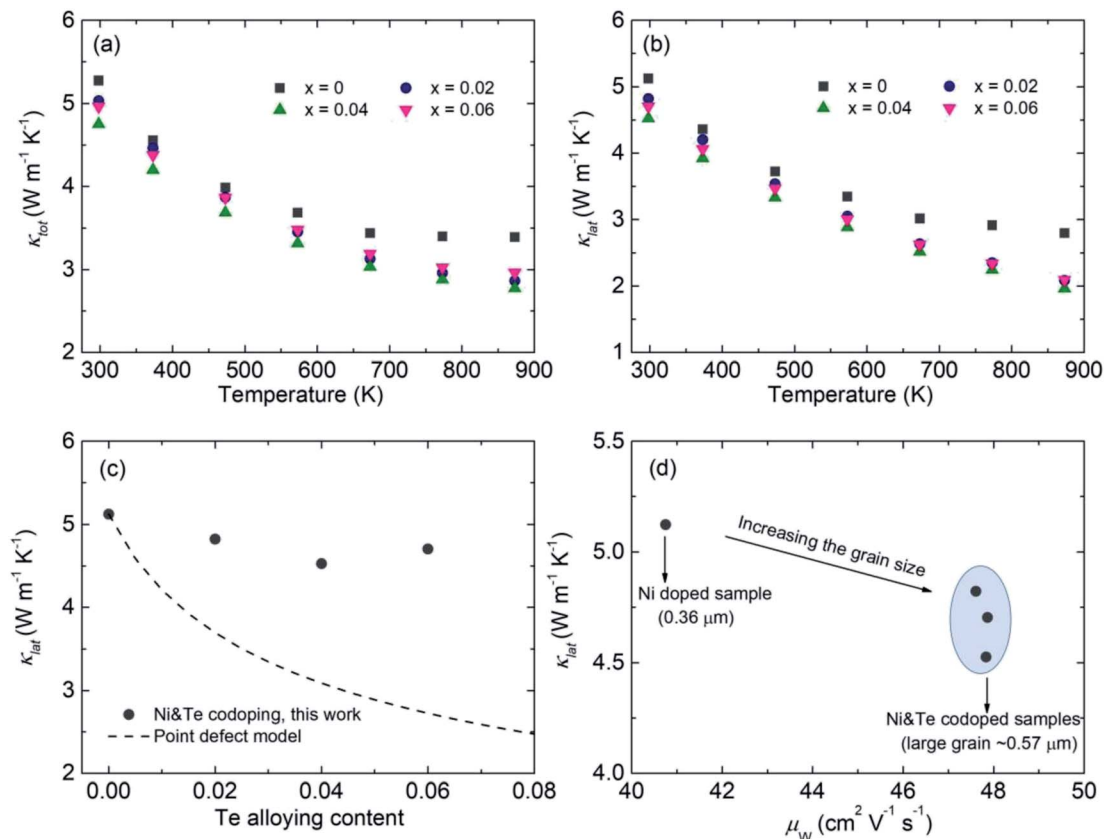 (a)
x = 0
x = 0.02
x = 0.04
x = 0.06
6
5
4
3
2
κtot (W m⁻¹ K⁻¹)
300 400 500 600 700 800 900
Temperature (K)
(b)
x = 0
x = 0.02
x = 0.04
x = 0.06
6
5
4
3
2
1
κlat (W m⁻¹ K⁻¹)
300 400 500 600 700 800 900
Temperature (K)
(c)
6
5
4
3
2
κlat (W m⁻¹ K⁻¹)
Ni&Te codoping, this work
Point defect model
0.00 0.02 0.04 0.06 0.08
Te alloying content
(d)
5.5
5.0
4.5
4.0
κlat (W m⁻¹ K⁻¹)
Increasing the grain size
Ni doped sample
(0.36 μm)
Ni&Te codoped samples
(large grain ~0.57 μm)
40 42 44 46 48 50
μW (cm² V⁻¹ s⁻¹)